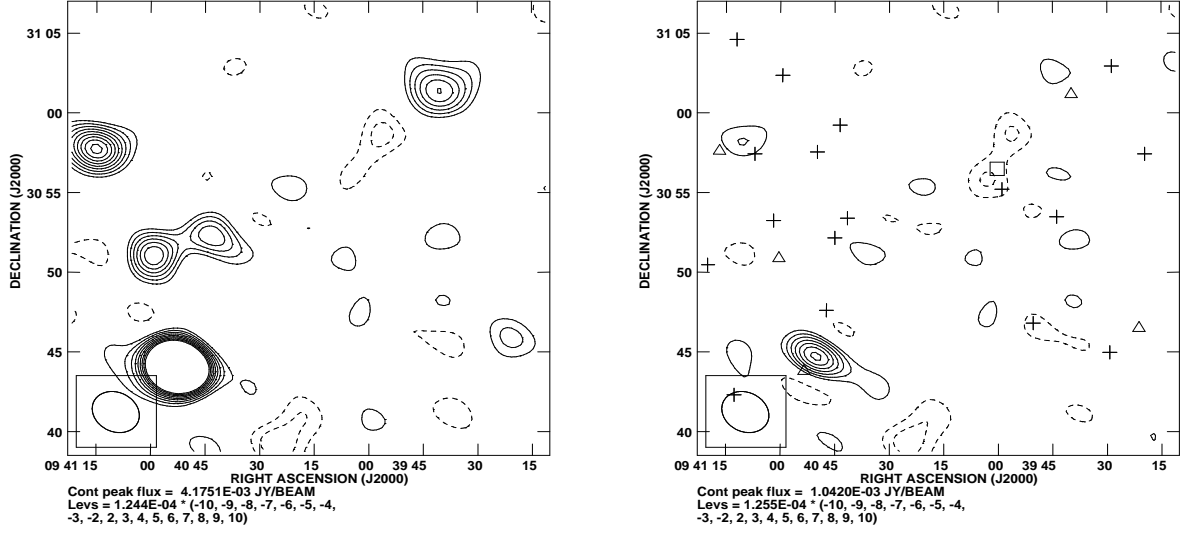 31 05
00
30 55
50
45
40
DECLINATION (J2000)
09 41 15
00
40 45
30
15
00
39 45
30
15
RIGHT ASCENSION (J2000)
Cont peak flux = 4.1751E-03 JY/BEAM
Levs = 1.244E-04 * (-10, -9, -8, -7, -6, -5, -4,
-3, -2, 2, 3, 4, 5, 6, 7, 8, 9, 10)
31 05
00
30 55
50
45
40
DECLINATION (J2000)
09 41 15
00
40 45
30
15
00
39 45
30
15
RIGHT ASCENSION (J2000)
Cont peak flux = 1.0420E-03 JY/BEAM
Levs = 1.255E-04 * (-10, -9, -8, -7, -6, -5, -4,
-3, -2, 2, 3, 4, 5, 6, 7, 8, 9, 10)